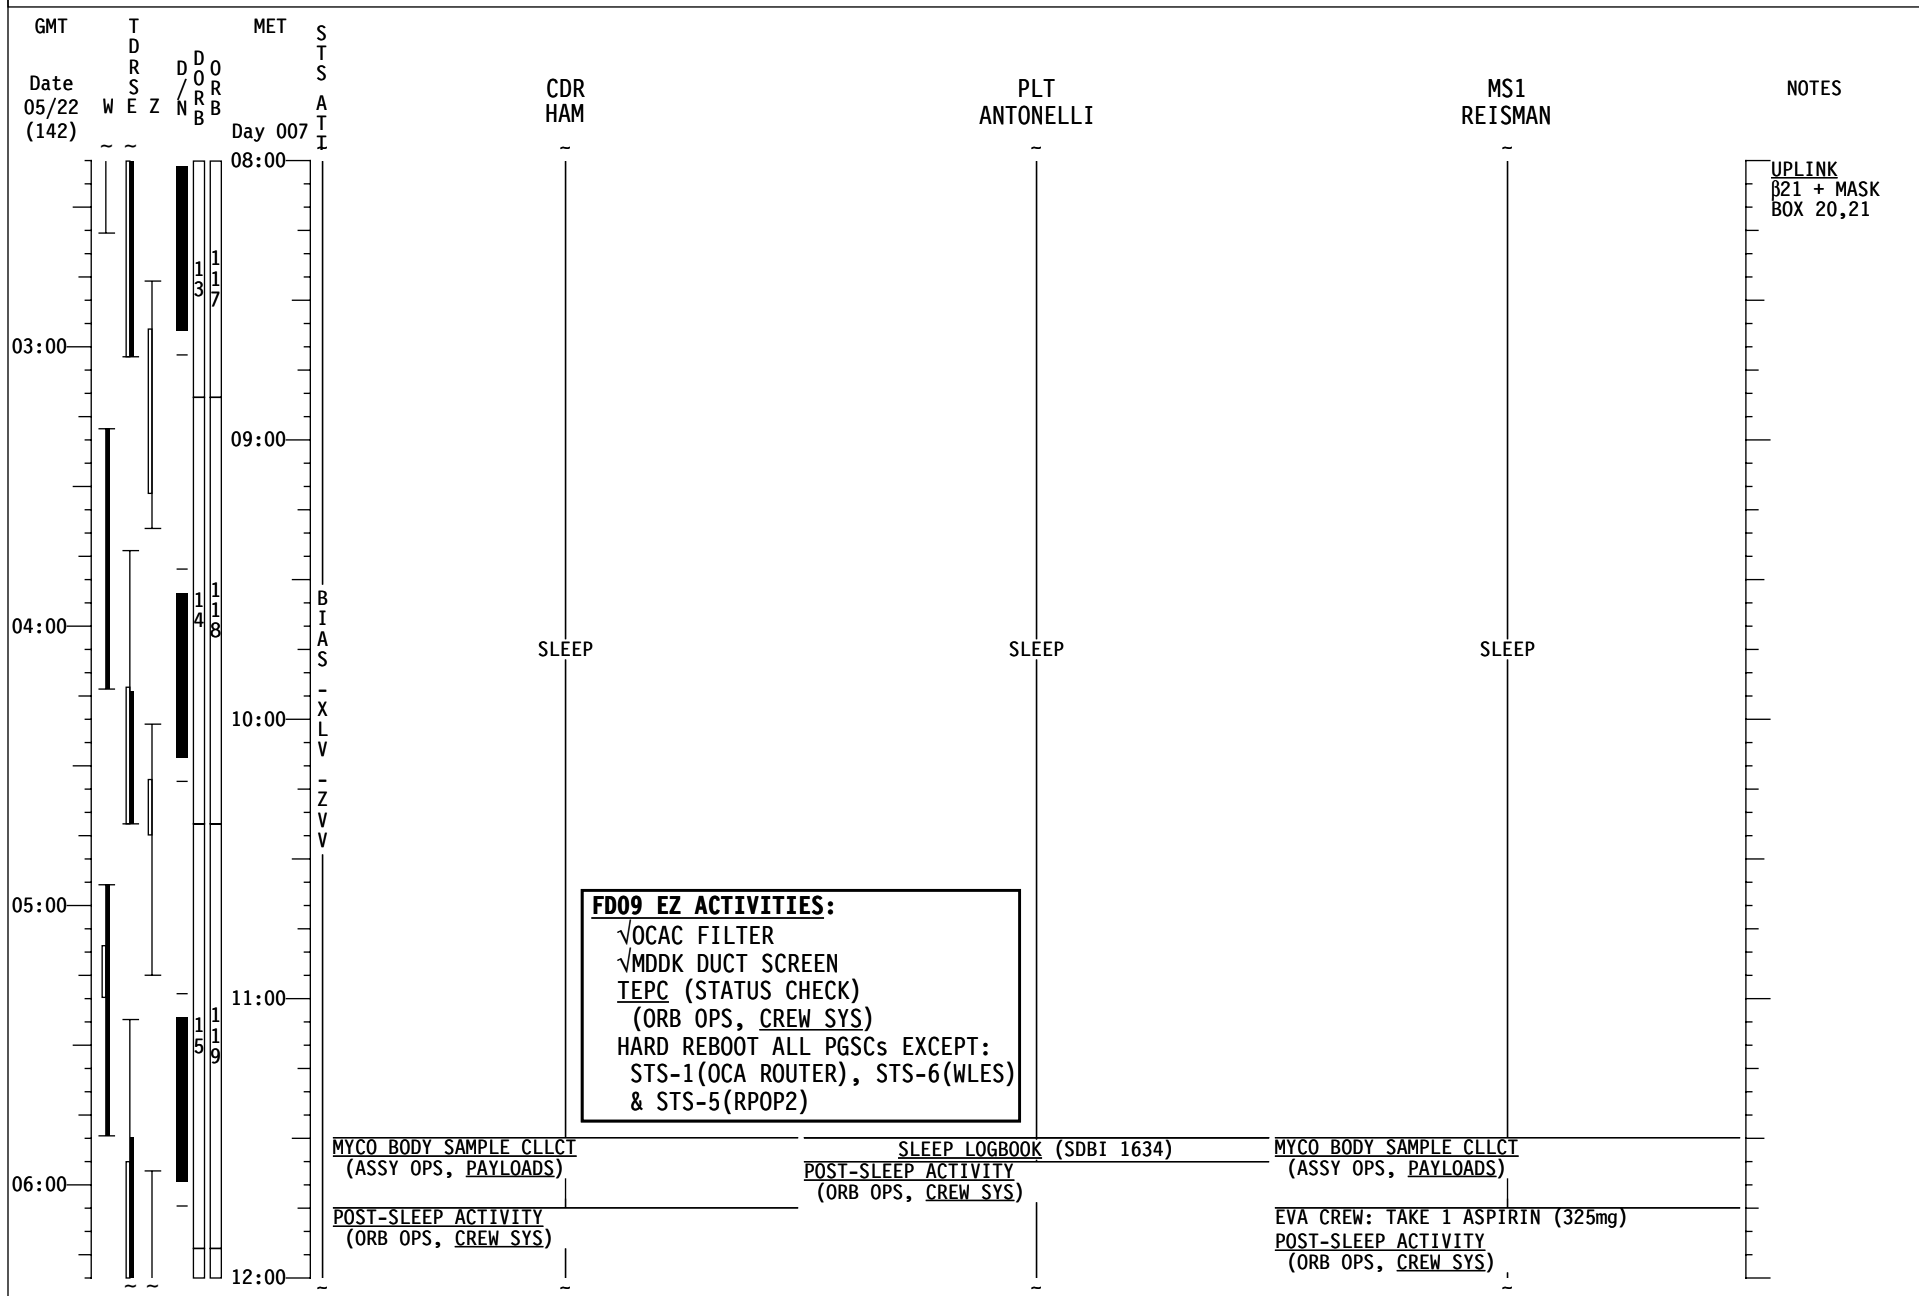 GMT
TDRS
MET
STS ATT
Date
05/22
(142)
W E Z
D/N
DORB
ORB
Day 007
CDR
HAM
PLT
ANTONELLI
MS1
REISMAN
NOTES
~ ~ ~ ~ ~
08:00
UPLINK
β21 + MASK
BOX 20,21
13
117
03:00
09:00
14
118
BIAS -XLV -ZVV
04:00
SLEEP
SLEEP
SLEEP
10:00
05:00
FD09 EZ ACTIVITIES:
√OCAC FILTER
√MDDK DUCT SCREEN
TEPC (STATUS CHECK)
(ORB OPS, CREW SYS)
HARD REBOOT ALL PGSCs EXCEPT:
STS-1(OCA ROUTER), STS-6(WLES)
& STS-5(RPOP2)
11:00
15
119
MYCO BODY SAMPLE CLLCT
(ASSY OPS, PAYLOADS)
SLEEP LOGBOOK (SDBI 1634)
POST-SLEEP ACTIVITY
(ORB OPS, CREW SYS)
MYCO BODY SAMPLE CLLCT
(ASSY OPS, PAYLOADS)
06:00
POST-SLEEP ACTIVITY
(ORB OPS, CREW SYS)
EVA CREW: TAKE 1 ASPIRIN (325mg)
POST-SLEEP ACTIVITY
(ORB OPS, CREW SYS)
12:00
~ ~ ~ ~ ~ ~